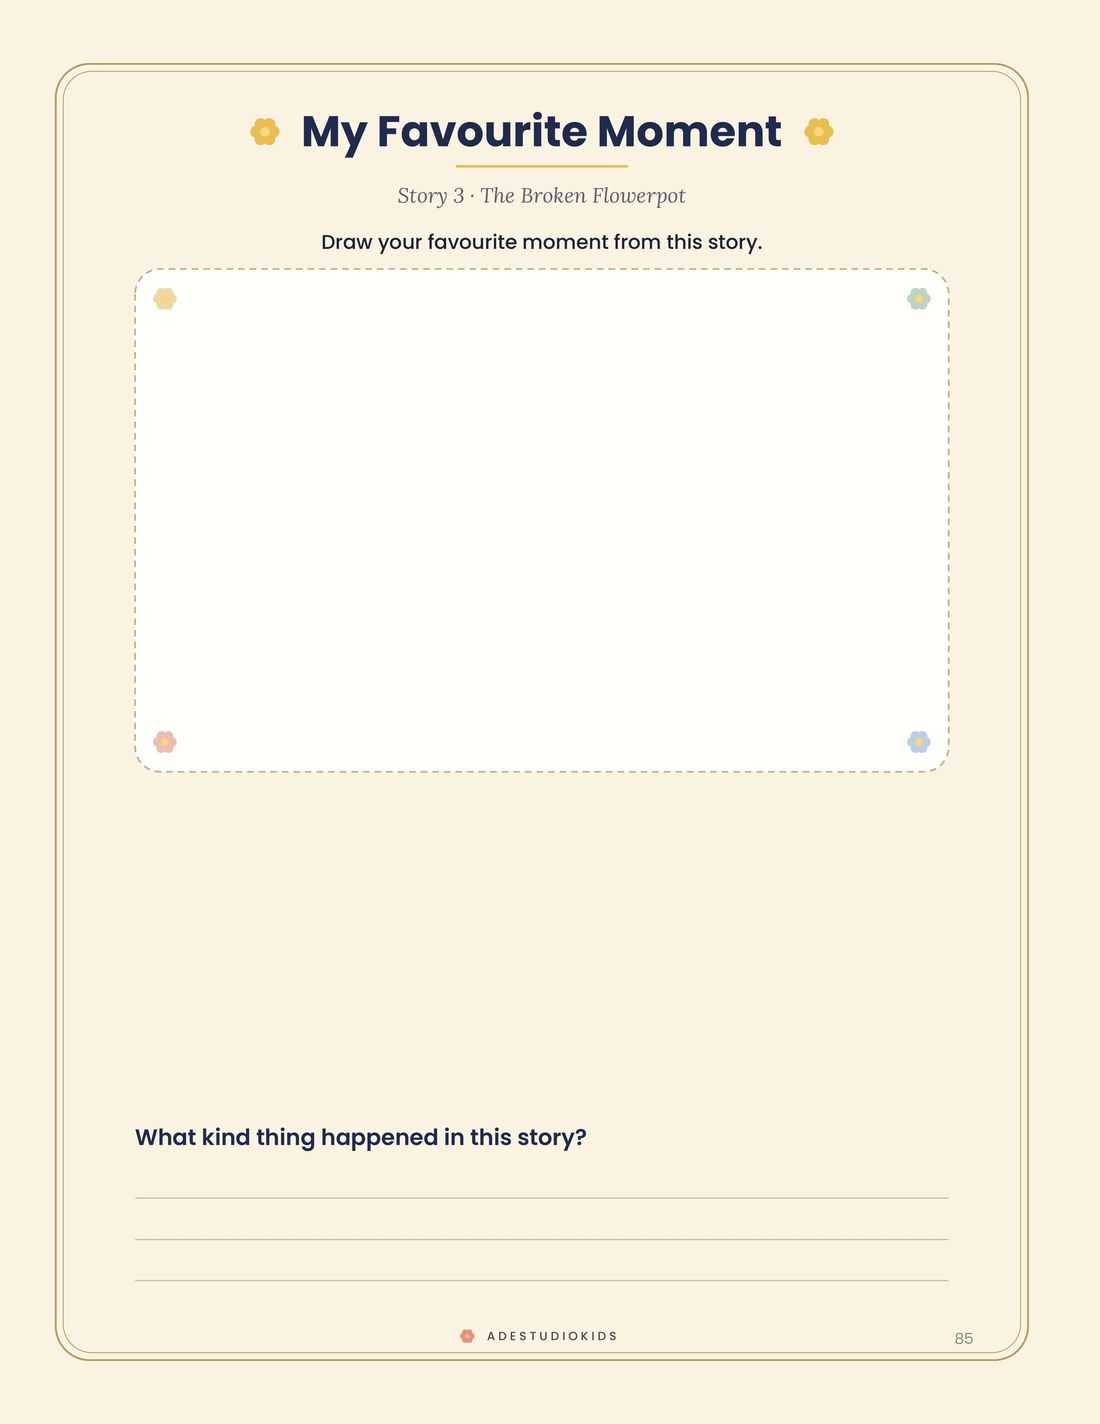 My Favourite Moment
Story 3 · The Broken Flowerpot
Draw your favourite moment from this story.
What kind thing happened in this story?
ADESTUDIOKIDS
85